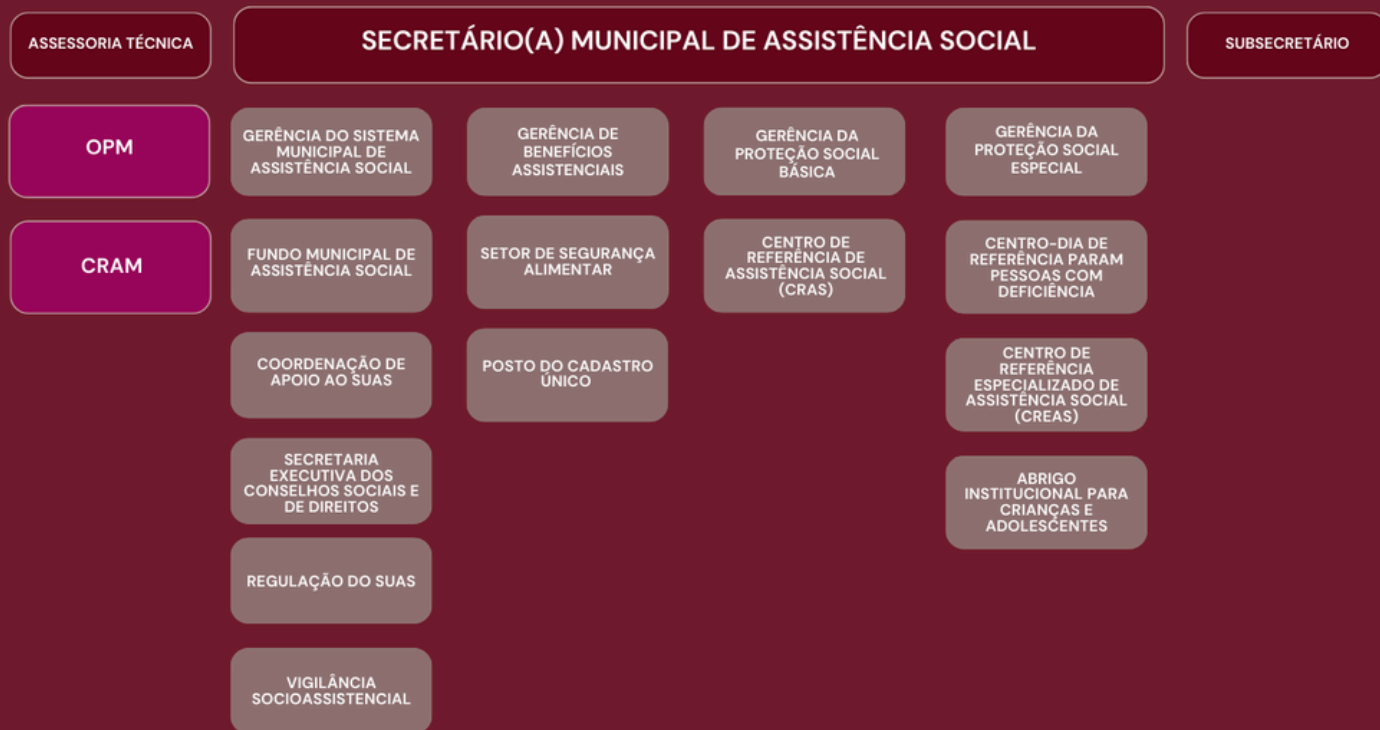 ASSESSORIA TÉCNICA
SECRETÁRIO(A) MUNICIPAL DE ASSISTÊNCIA SOCIAL
SUBSECRETÁRIO
OPM
CRAM
GERÊNCIA DO SISTEMA
MUNICIPAL DE
ASSISTÊNCIA SOCIAL
FUNDO MUNICIPAL DE
ASSISTÊNCIA SOCIAL
COORDENAÇÃO DE
APOIO AO SUAS
SECRETARIA
EXECUTIVA DOS
CONSELHOS SOCIAIS E
DE DIREITOS
REGULAÇÃO DO SUAS
VIGILÂNCIA
SOCIOASSISTENCIAL
GERÊNCIA DE
BENEFÍCIOS
ASSISTENCIAIS
SETOR DE SEGURANÇA
ALIMENTAR
POSTO DO CADASTRO
ÚNICO
GERÊNCIA DA
PROTEÇÃO SOCIAL
BÁSICA
CENTRO DE
REFERÊNCIA DE
ASSISTÊNCIA SOCIAL
(CRAS)
GERÊNCIA DA
PROTEÇÃO SOCIAL
ESPECIAL
CENTRO-DIA DE
REFERÊNCIA PARAM
PESSOAS COM
DEFICIÊNCIA
CENTRO DE
REFERÊNCIA
ESPECIALIZADO DE
ASSISTÊNCIA SOCIAL
(CREAS)
ABRIGO
INSTITUCIONAL PARA
CRIANÇAS E
ADOLESCENTES